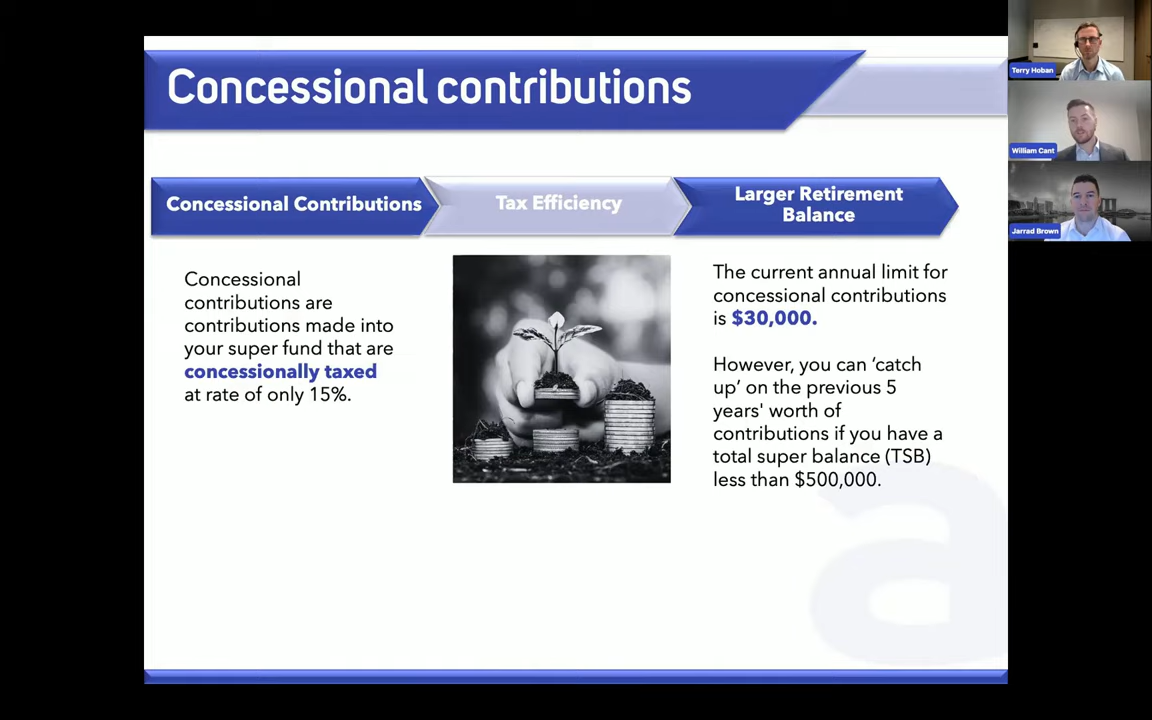 Concessional contributions
Concessional Contributions
Tax Efficiency
Larger Retirement
Balance
Concessional
contributions are
contributions made into
your super fund that are
concessionally taxed
at rate of only 15%.
The current annual limit for
concessional contributions
is $30,000.
However, you can ‘catch
up’ on the previous 5
years' worth of
contributions if you have a
total super balance (TSB)
less than $500,000.
a
Terry Hoban
William Cant
Jarrad Brown